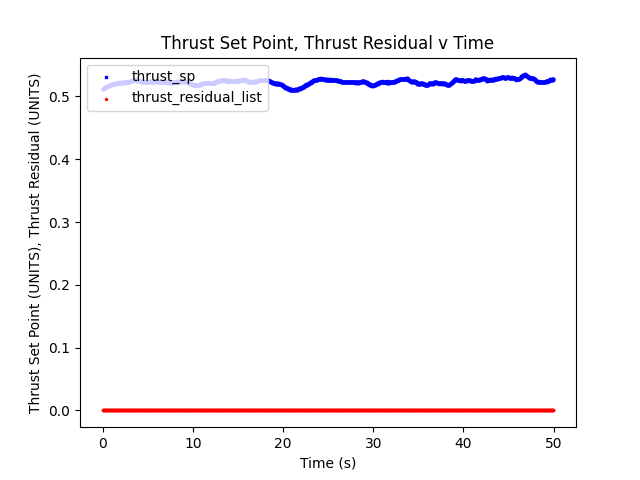 Thrust Set Point, Thrust Residual v Time
thrust_sp
thrust_residual_list
Thrust Set Point (UNITS), Thrust Residual (UNITS)
0.5
0.4
0.3
0.2
0.1
0.0
0 10 20 30 40 50
Time (s)